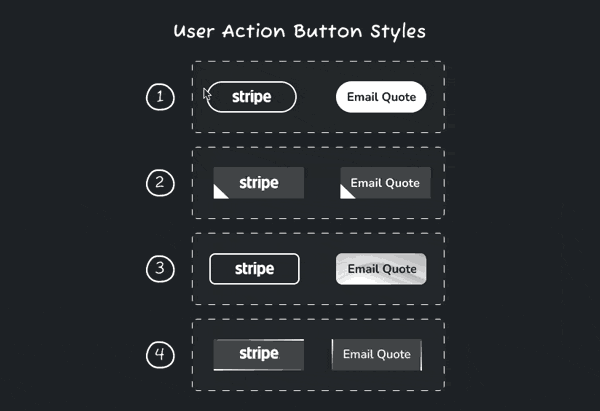 User Action Button Styles
1
stripe
Email Quote
2
stripe
Email Quote
3
stripe
Email Quote
4
stripe
Email Quote